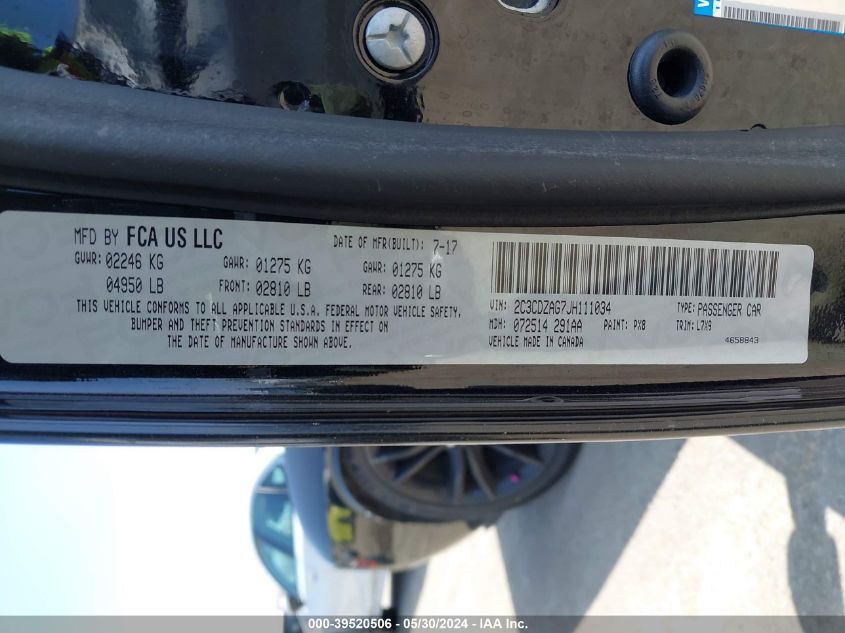 MFD BY FCA US LLC
DATE OF MFR(BUILT): 7-17
GVWR: 02246 KG GAWR: 01275 KG GAWR: 01275 KG
04950 LB FRONT: 02810 LB REAR: 02810 LB
THIS VEHICLE CONFORMS TO ALL APPLICABLE U.S.A. FEDERAL MOTOR VEHICLE SAFETY,
BUMPER AND THEFT PREVENTION STANDARDS IN EFFECT ON
THE DATE OF MANUFACTURE SHOWN ABOVE.
VIN: 2C3CDZAG7JH111034 TYPE: PASSENGER CAR
MDH: 072514 291AA PAINT: PX8 TRIM: L7X9
VEHICLE MADE IN CANADA 4658843
000-39520506 - 05/30/2024 - IAA Inc.